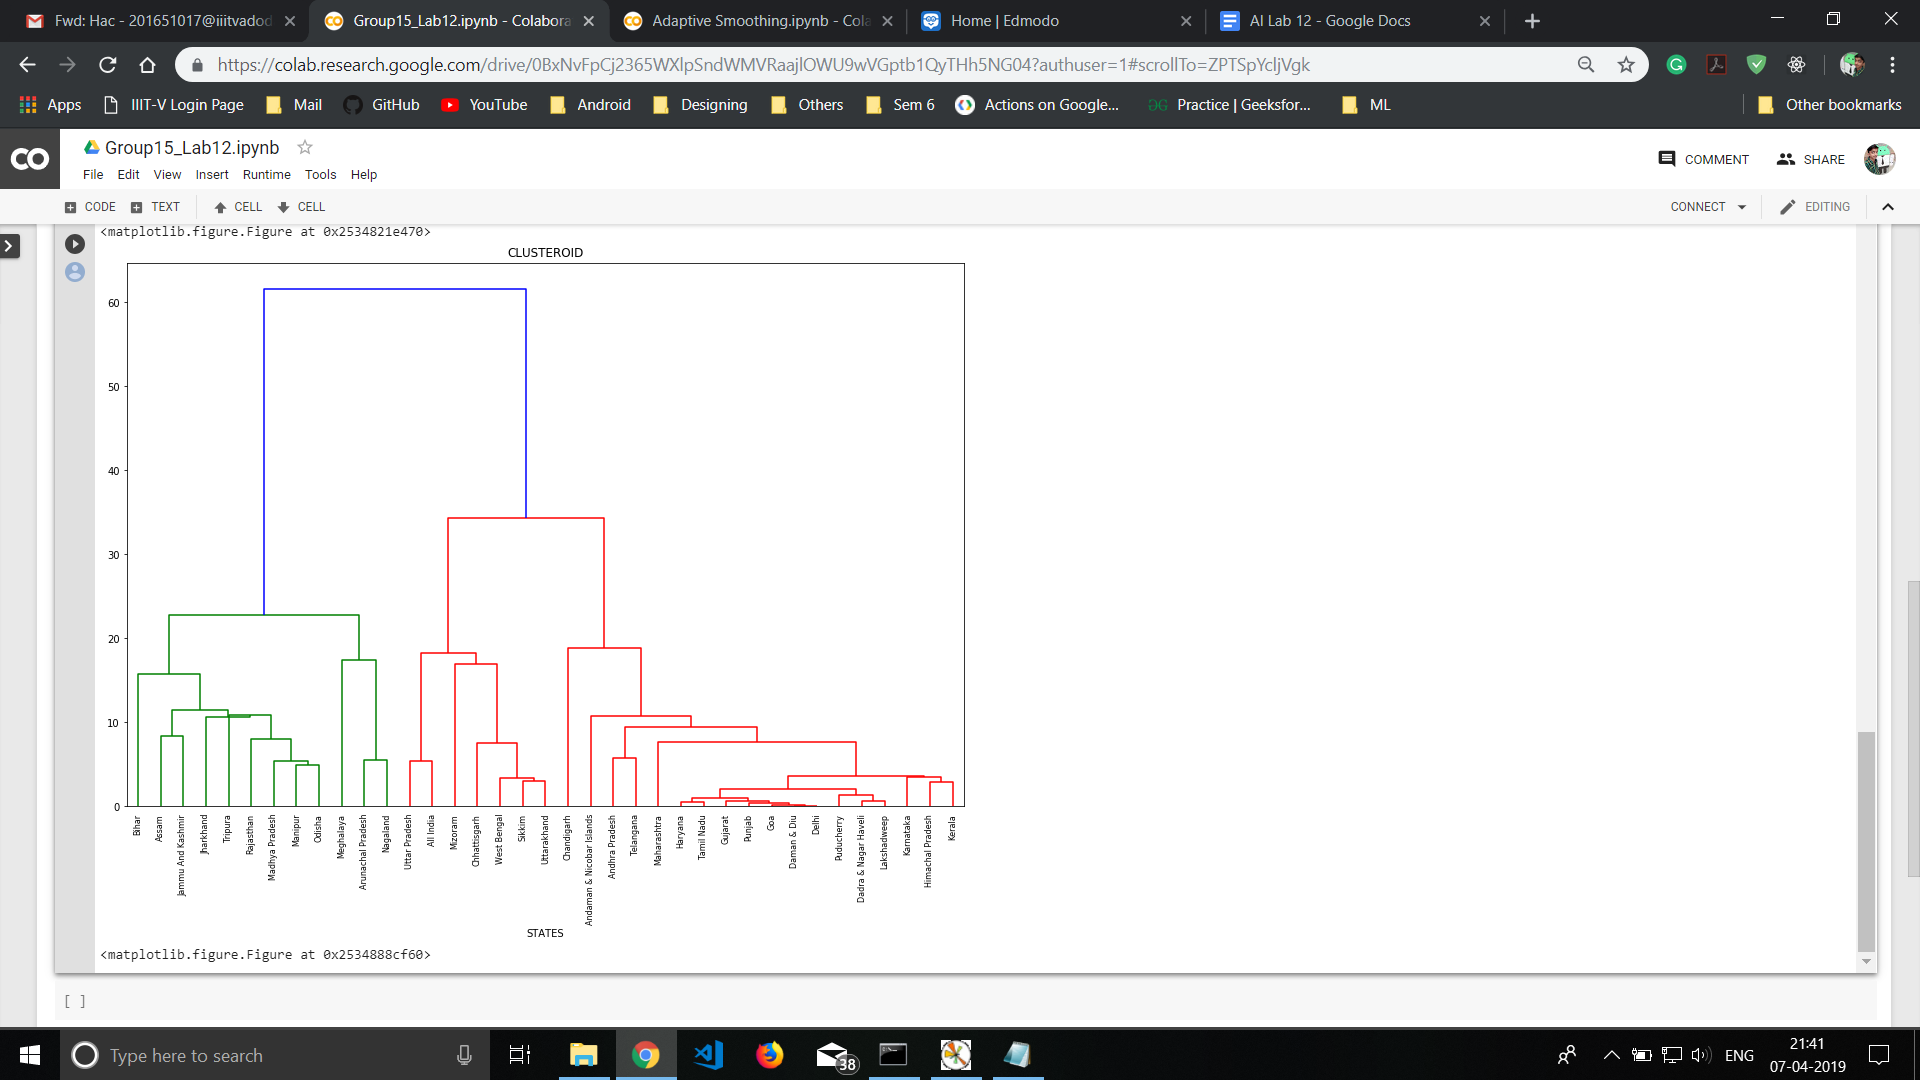 Fwd: Hac - 201651017@iiitvadod
Group15_Lab12.ipynb - Colabora
Adaptive Smoothing.ipynb - Cola
Home | Edmodo
AI Lab 12 - Google Docs
https://colab.research.google.com/drive/0BxNvFpCj2365WXlpSndWMVRaajlOWU9wVGptb1QyTHh5NG04?authuser=1#scrollTo=ZPTSpYcljVgk
Apps
IIIT-V Login Page
Mail
GitHub
YouTube
Android
Designing
Others
Sem 6
Actions on Google...
Practice | Geeksfor...
ML
Other bookmarks
Group15_Lab12.ipynb
COMMENT
SHARE
File Edit View Insert Runtime Tools Help
CODE TEXT CELL CELL
CONNECT
EDITING
<matplotlib.figure.Figure at 0x2534821e470>
CLUSTEROID
60
50
40
30
20
10
0
Bihar
Assam
Jammu And Kashmir
Jharkhand
Tripura
Rajasthan
Madhya Pradesh
Manipur
Odisha
Meghalaya
Arunachal Pradesh
Nagaland
Uttar Pradesh
All India
Mizoram
Chhattisgarh
West Bengal
Sikkim
Uttarakhand
Chandigarh
Andaman & Nicobar Islands
Andhra Pradesh
Telangana
Maharashtra
Haryana
Tamil Nadu
Gujarat
Punjab
Goa
Daman & Diu
Delhi
Puducherry
Dadra & Nagar Haveli
Lakshadweep
Karnataka
Himachal Pradesh
Kerala
STATES
<matplotlib.figure.Figure at 0x2534888cf60>
[ ]
Type here to search
38
ENG
21:41
07-04-2019